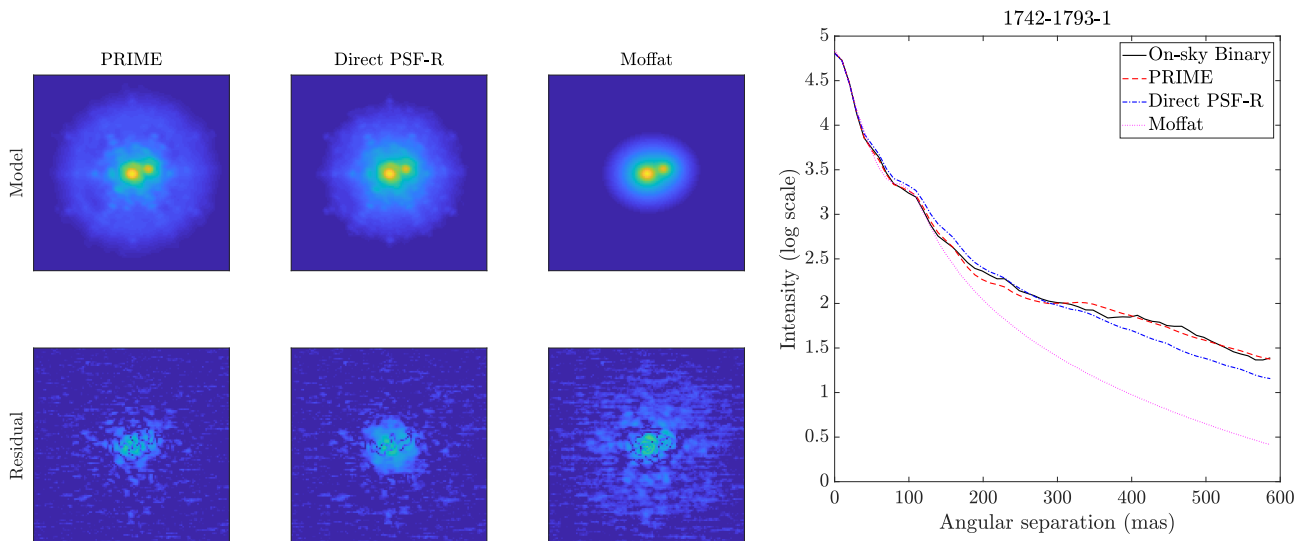 PRIME
Direct PSF-R
Moffat
Model
Residual
1742-1793-1
On-sky Binary
PRIME
Direct PSF-R
Moffat
Intensity (log scale)
5
4.5
4
3.5
3
2.5
2
1.5
1
0.5
0
0 100 200 300 400 500 600
Angular separation (mas)